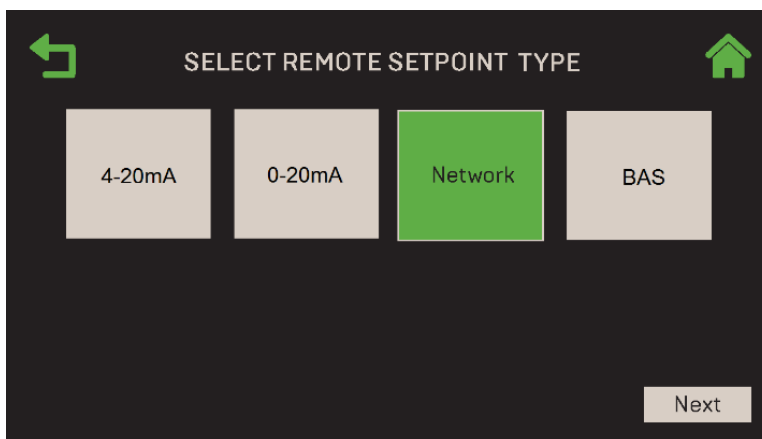 SELECT REMOTE SETPOINT TYPE
4-20mA
0-20mA
Network
BAS
Next